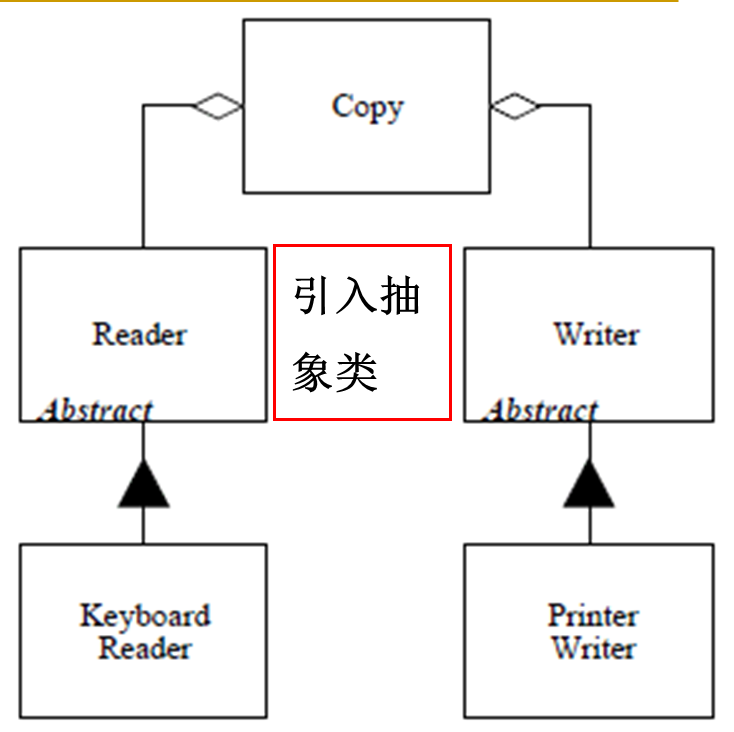 Copy
Reader
Abstract
引入抽
象类
Writer
Abstract
Keyboard
Reader
Printer
Writer